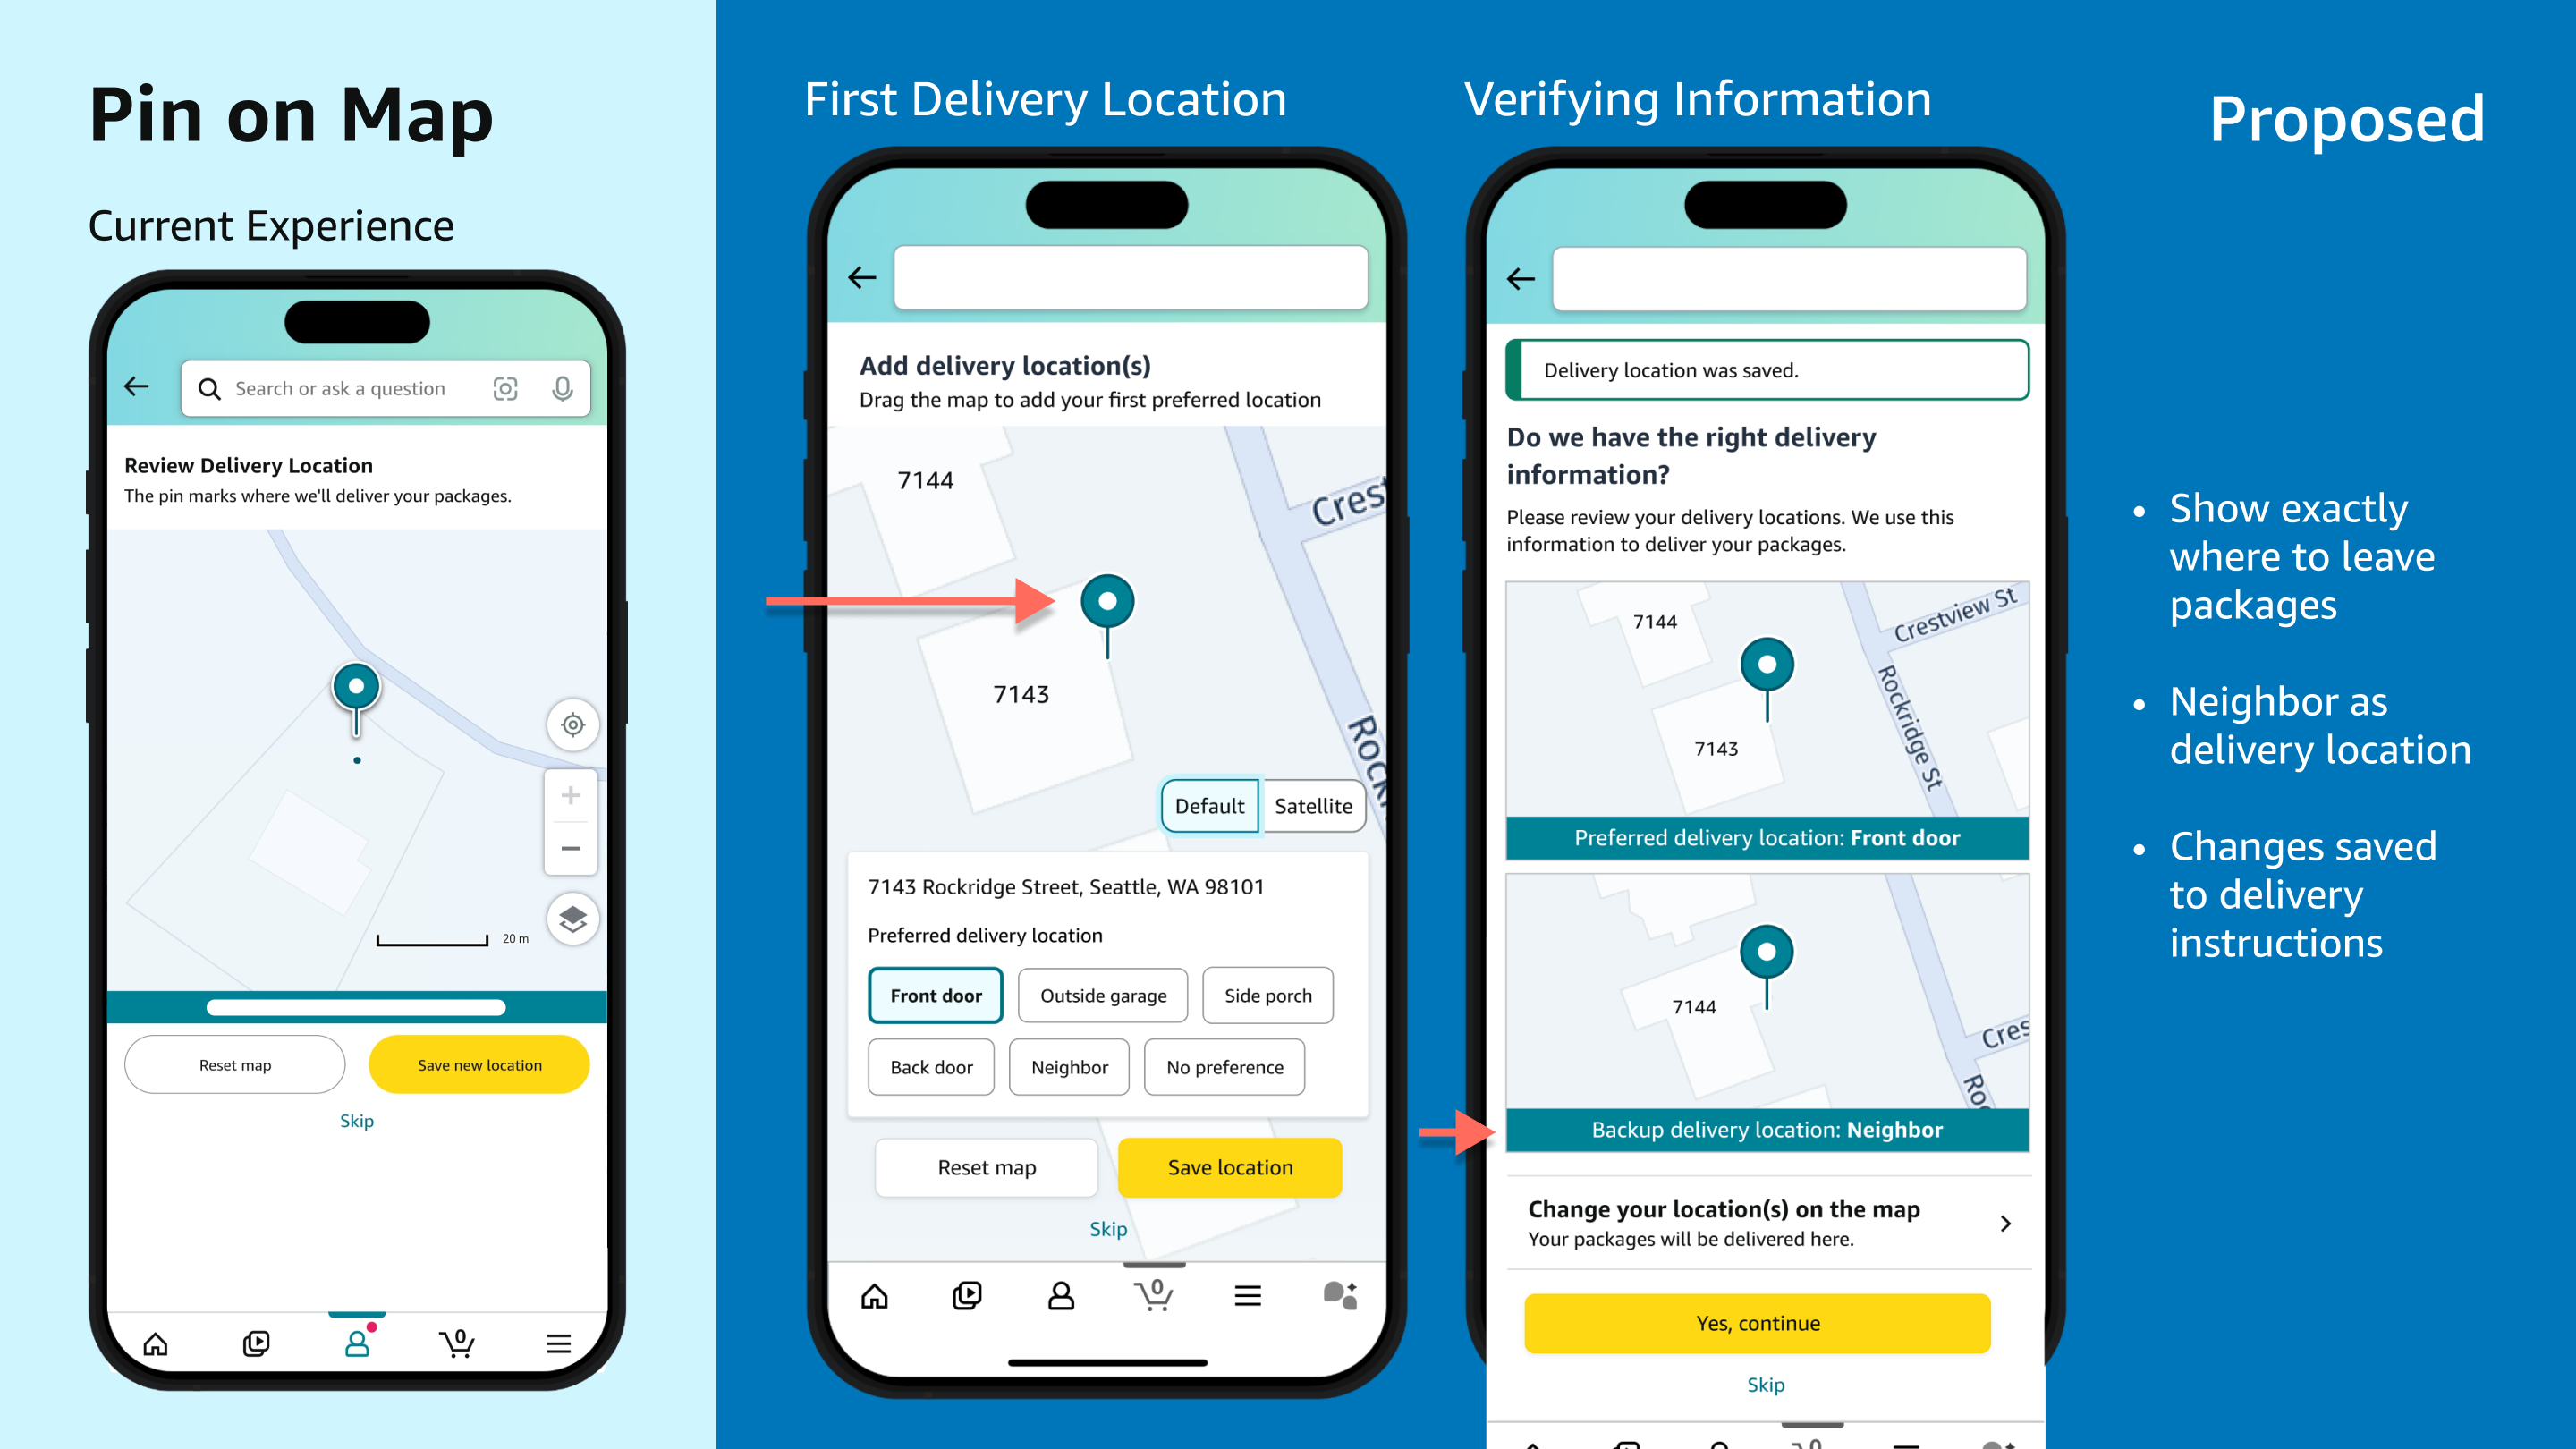 Pin on Map
Current Experience
Search or ask a question
Review Delivery Location
The pin marks where we'll deliver your packages.
20 m
Reset map
Save new location
Skip
0
First Delivery Location
Add delivery location(s)
Drag the map to add your first preferred location
7144
Crest
7143
Rockr
Default
Satellite
7143 Rockridge Street, Seattle, WA 98101
Preferred delivery location
Front door
Outside garage
Side porch
Back door
Neighbor
No preference
Reset map
Save location
Skip
0
Verifying Information
Delivery location was saved.
Do we have the right delivery
information?
Please review your delivery locations. We use this
information to deliver your packages.
7144
Crestview St
Rockridge St
7143
Preferred delivery location: Front door
7144
Cres
Roc
Backup delivery location: Neighbor
Change your location(s) on the map
Your packages will be delivered here.
Yes, continue
Skip
0
Proposed
• Show exactly
where to leave
packages
• Neighbor as
delivery location
• Changes saved
to delivery
instructions